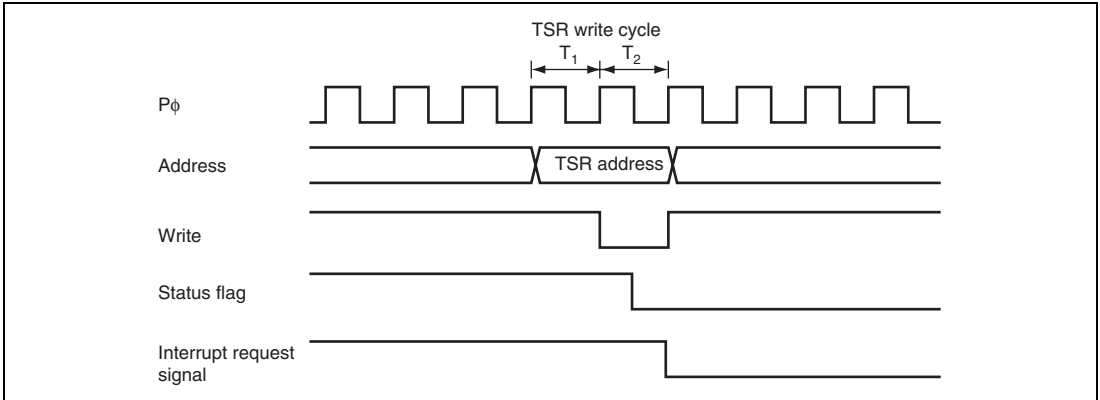 TSR write cycle
T1 T2
Pϕ
Address
TSR address
Write
Status flag
Interrupt request
signal